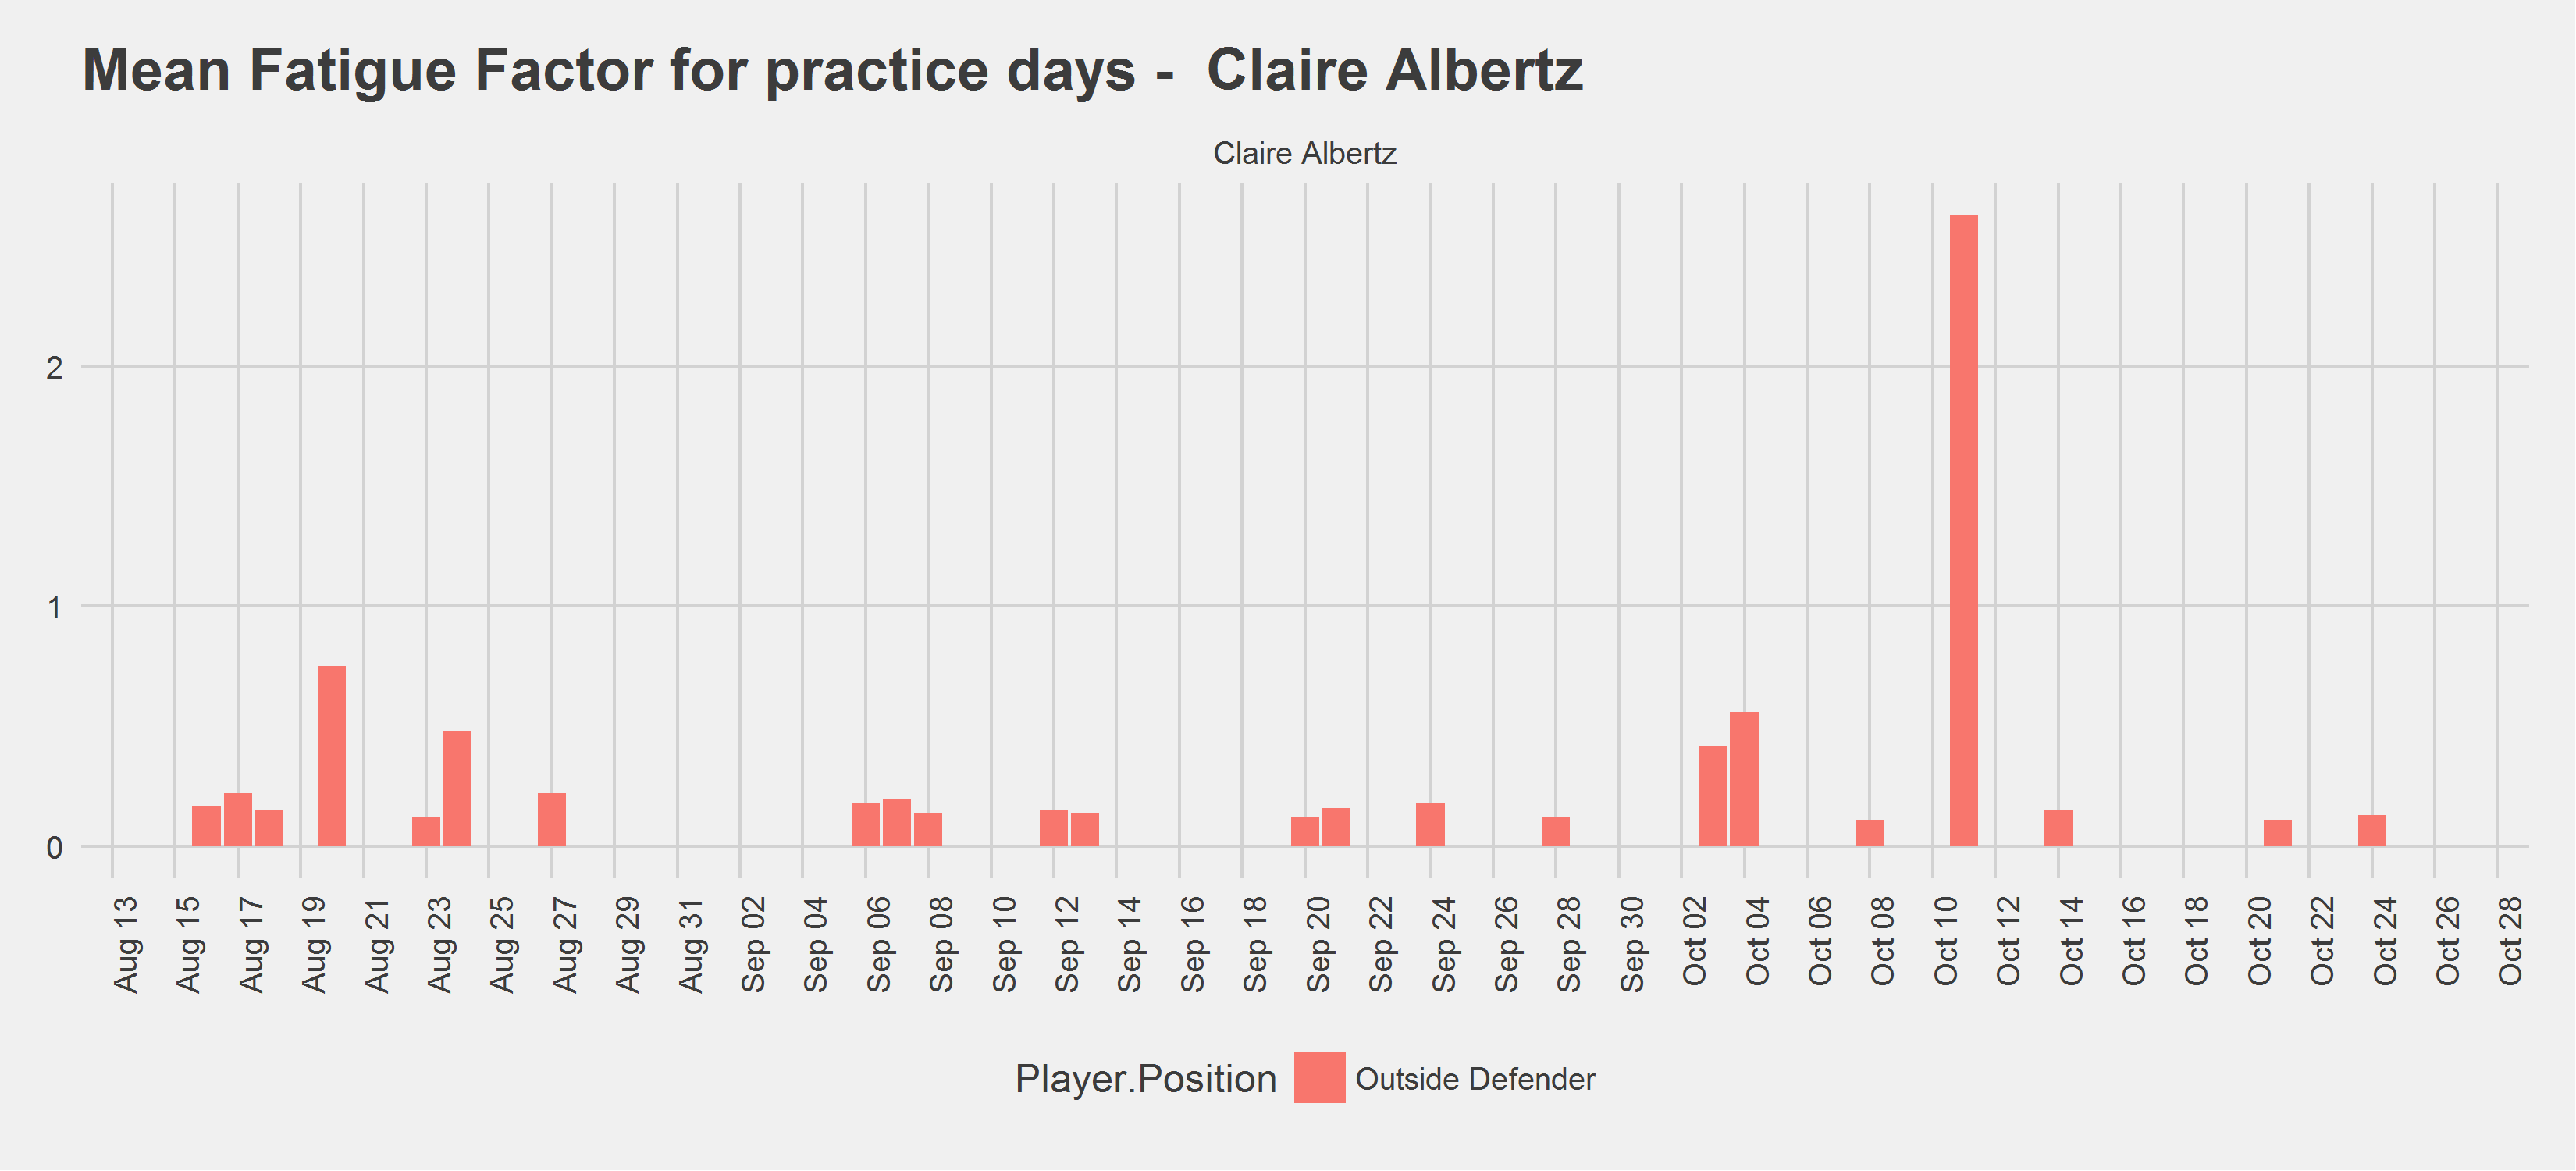 Mean Fatigue Factor for practice days -  Claire Albertz
Claire Albertz
2
1
0
Aug 13
Aug 15
Aug 17
Aug 19
Aug 21
Aug 23
Aug 25
Aug 27
Aug 29
Aug 31
Sep 02
Sep 04
Sep 06
Sep 08
Sep 10
Sep 12
Sep 14
Sep 16
Sep 18
Sep 20
Sep 22
Sep 24
Sep 26
Sep 28
Sep 30
Oct 02
Oct 04
Oct 06
Oct 08
Oct 10
Oct 12
Oct 14
Oct 16
Oct 18
Oct 20
Oct 22
Oct 24
Oct 26
Oct 28
Player.Position Outside Defender